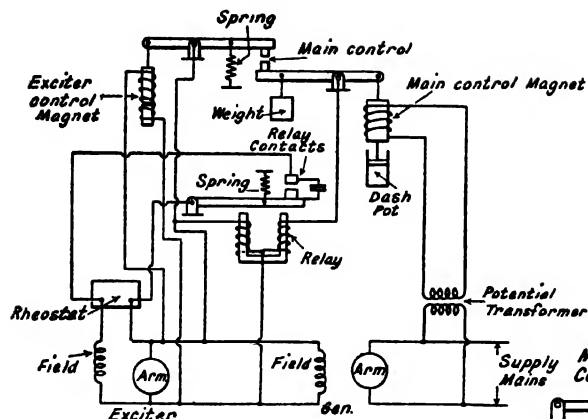 Spring
Main control
Exciter
control
Magnet
Main control Magnet
Weight
Relay
Contacts
Spring
Dash
Pot
Relay
Rheostat
Potential
Transformer
Field
Field
Arm
Arm
Supply
Mains
Exciter
Gen.